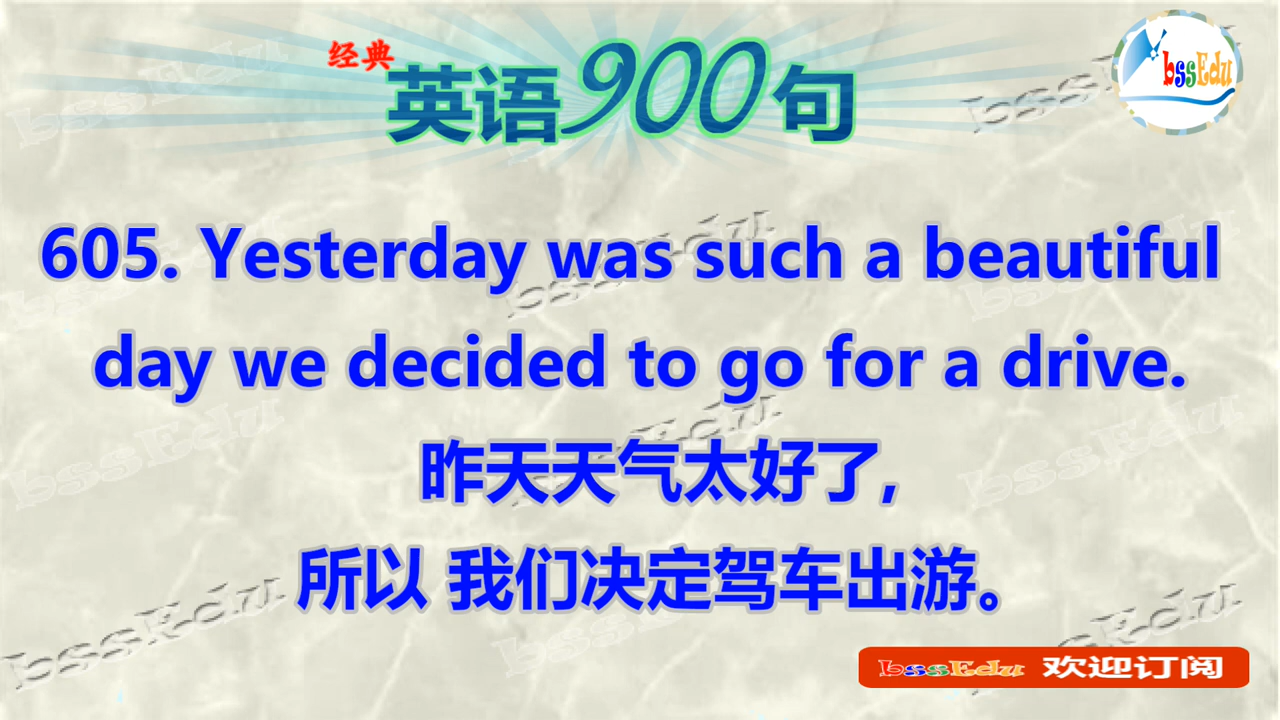 经典
英语900句
bssEdu
605. Yesterday was such a beautiful
day we decided to go for a drive.
昨天天气太好了,
所以 我们决定驾车出游。
bssEdu 欢迎订阅